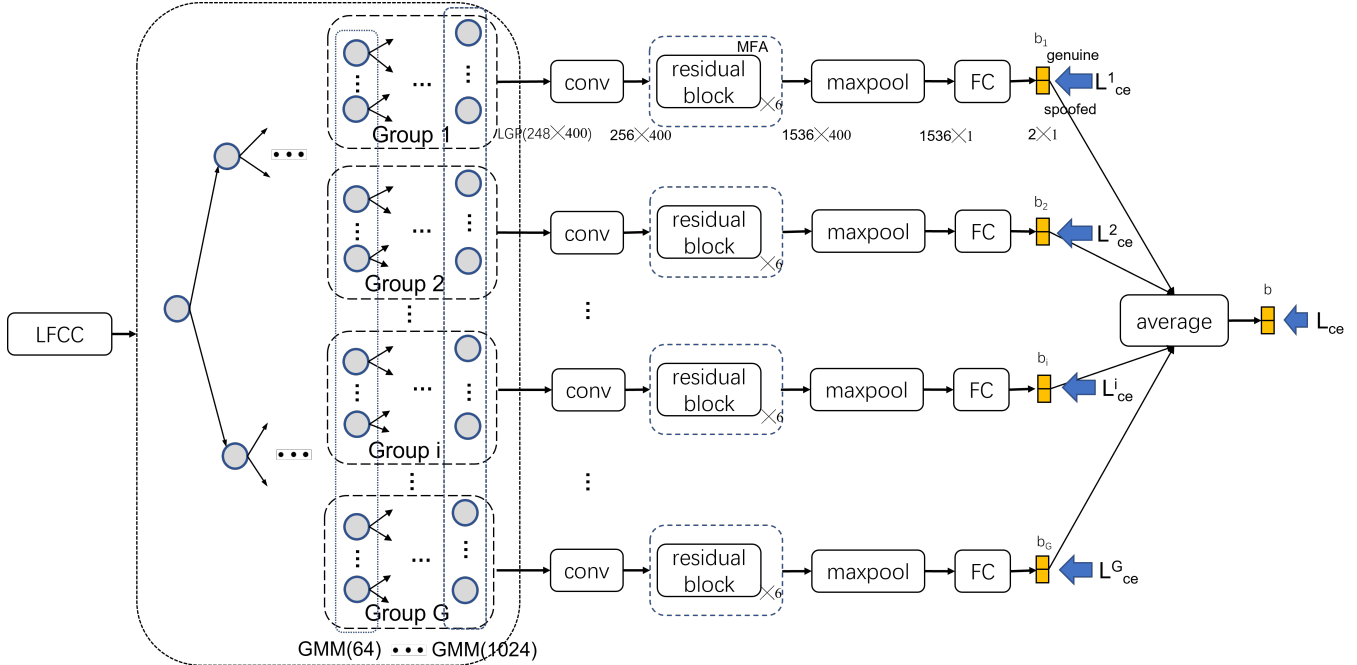 LFCC
Group 1
LGP(248×400)
conv
256×400
MFA
residual
block
×6
maxpool
1536×400
FC
1536×1
b1
genuine
spoofed
2×1
L1ce
Group 2
conv
residual
block
×6
maxpool
FC
b2
L2ce
Group i
conv
residual
block
×6
maxpool
FC
bi
Lice
Group G
conv
residual
block
×6
maxpool
FC
bG
LGce
average
b
Lce
GMM(64) ••• GMM(1024)